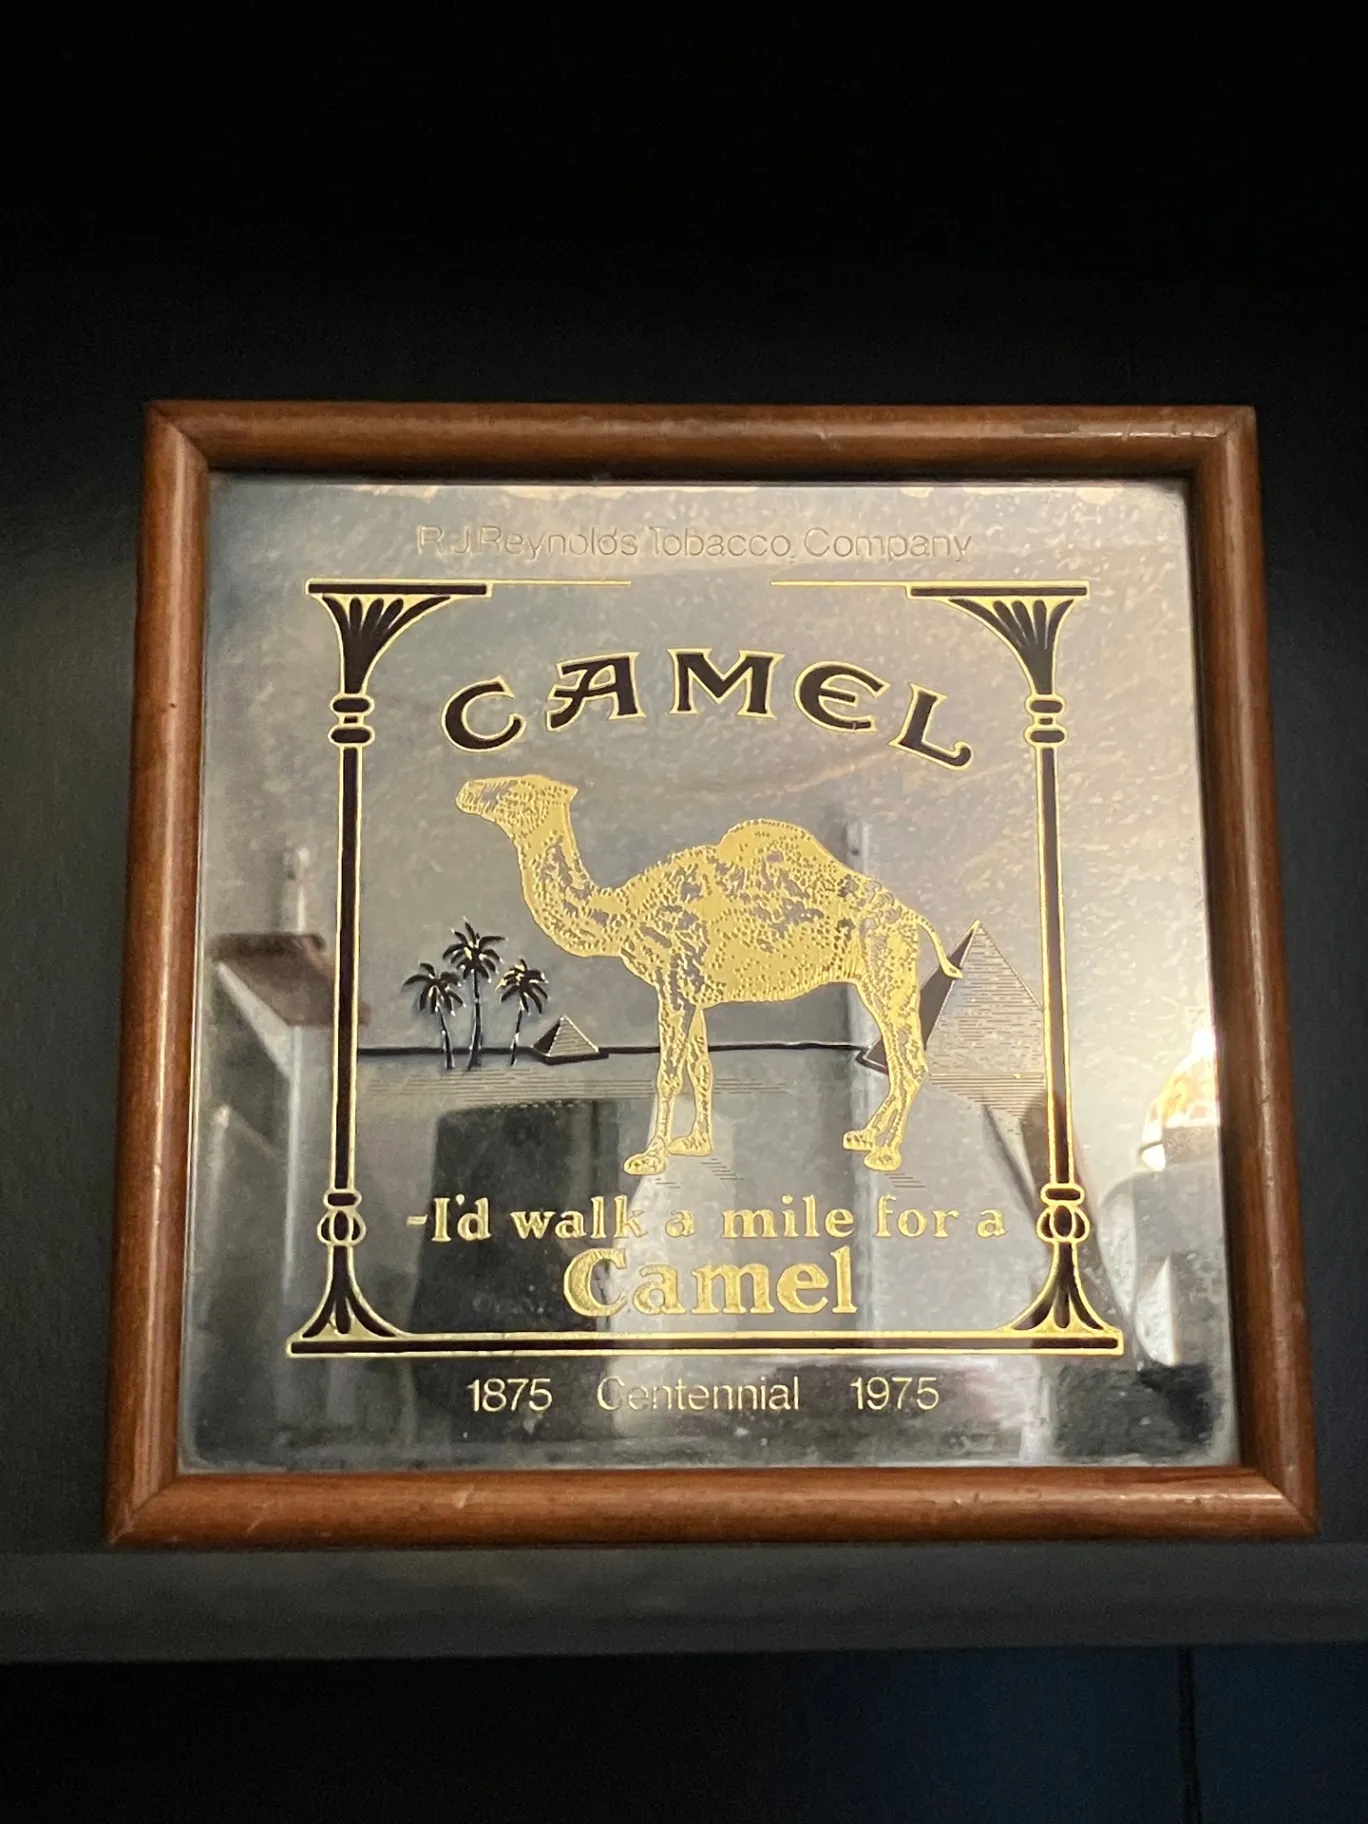 R.J.Reynolds Tobacco Company
CAMEL
-I'd walk a mile for a
Camel
1875 Centennial 1975